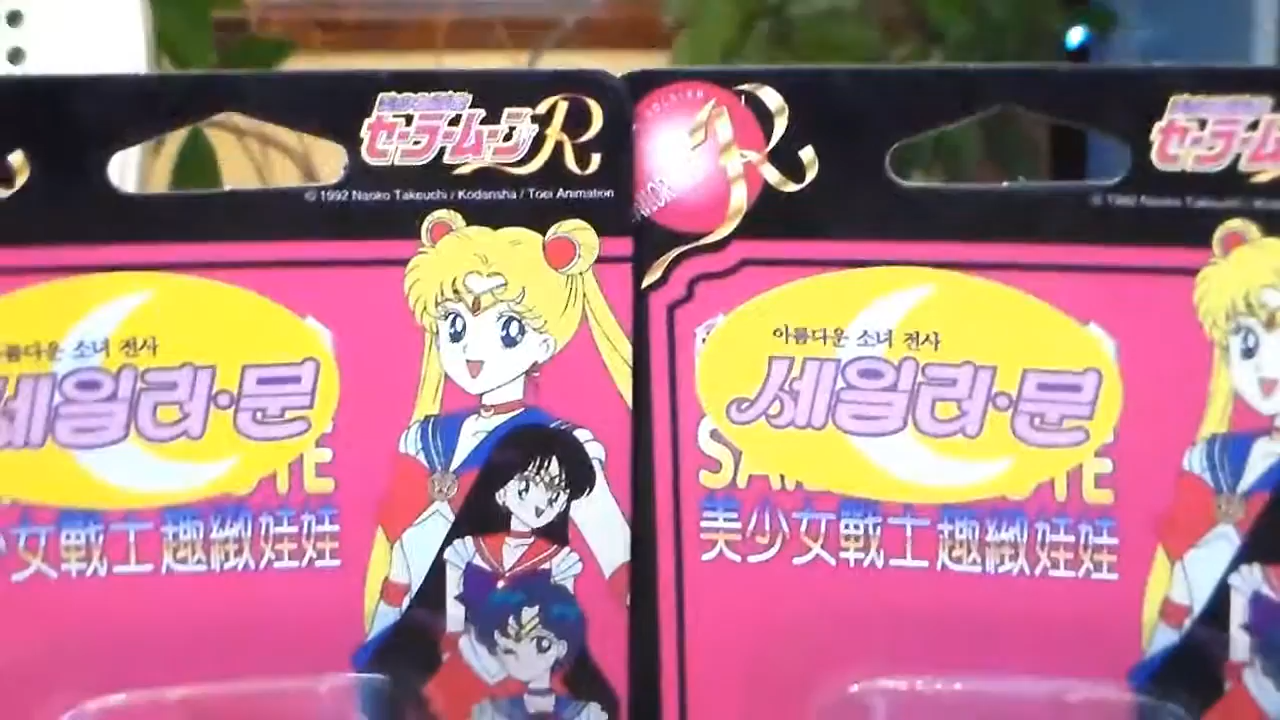 セーラームーンR
© 1992 Naoko Takeuchi / Kodansha / Toei Animation
아름다운 소녀 전사
세일러·문
女戰士趣緻娃娃
セーラーム
아름다운 소녀 전사
세일러·문
美少女戰士趣緻娃娃